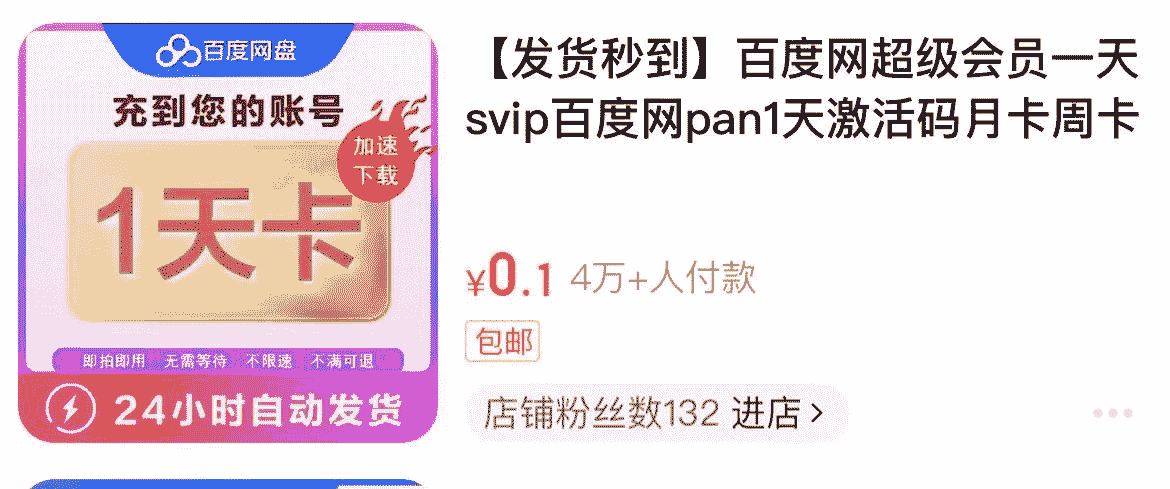 百度网盘
充到您的账号
加速
下载
1天卡
即拍即用 无需等待 不限速 不满可退
24小时自动发货
【发货秒到】百度网超级会员一天
svip百度网pan1天激活码月卡周卡
¥0.1 4万+人付款
包邮
店铺粉丝数132 进店>